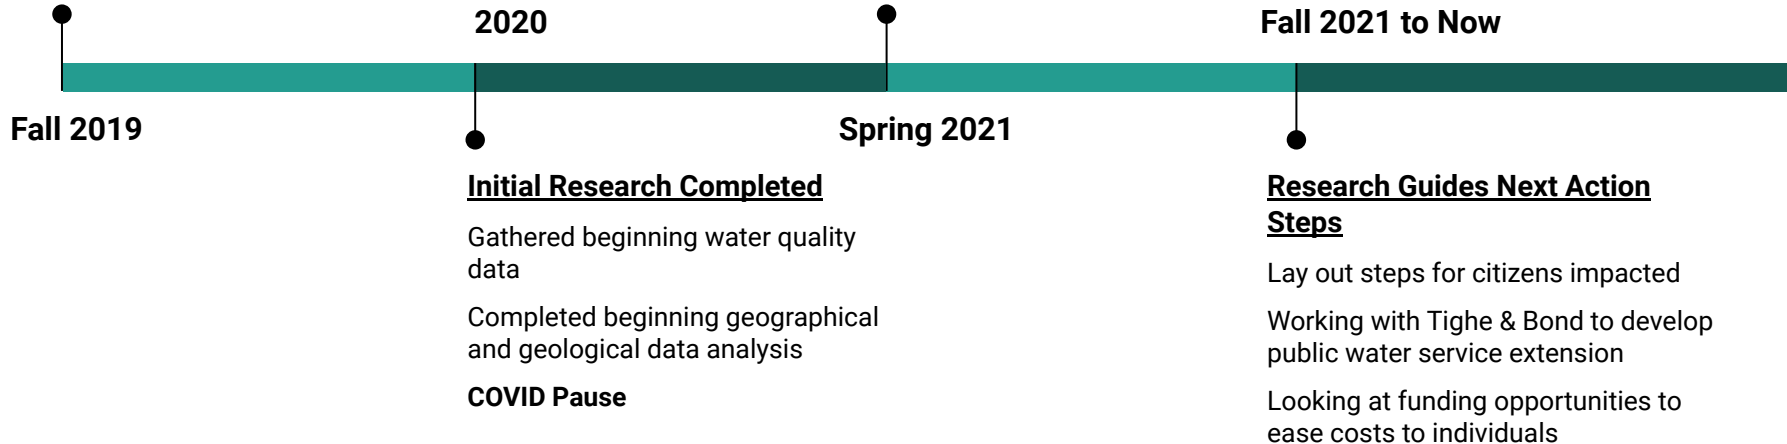 2020
Fall 2021 to Now
Fall 2019
Spring 2021
Initial Research Completed
Gathered beginning water quality
data
Completed beginning geographical
and geological data analysis
COVID Pause
Research Guides Next Action
Steps
Lay out steps for citizens impacted
Working with Tighe & Bond to develop
public water service extension
Looking at funding opportunities to
ease costs to individuals